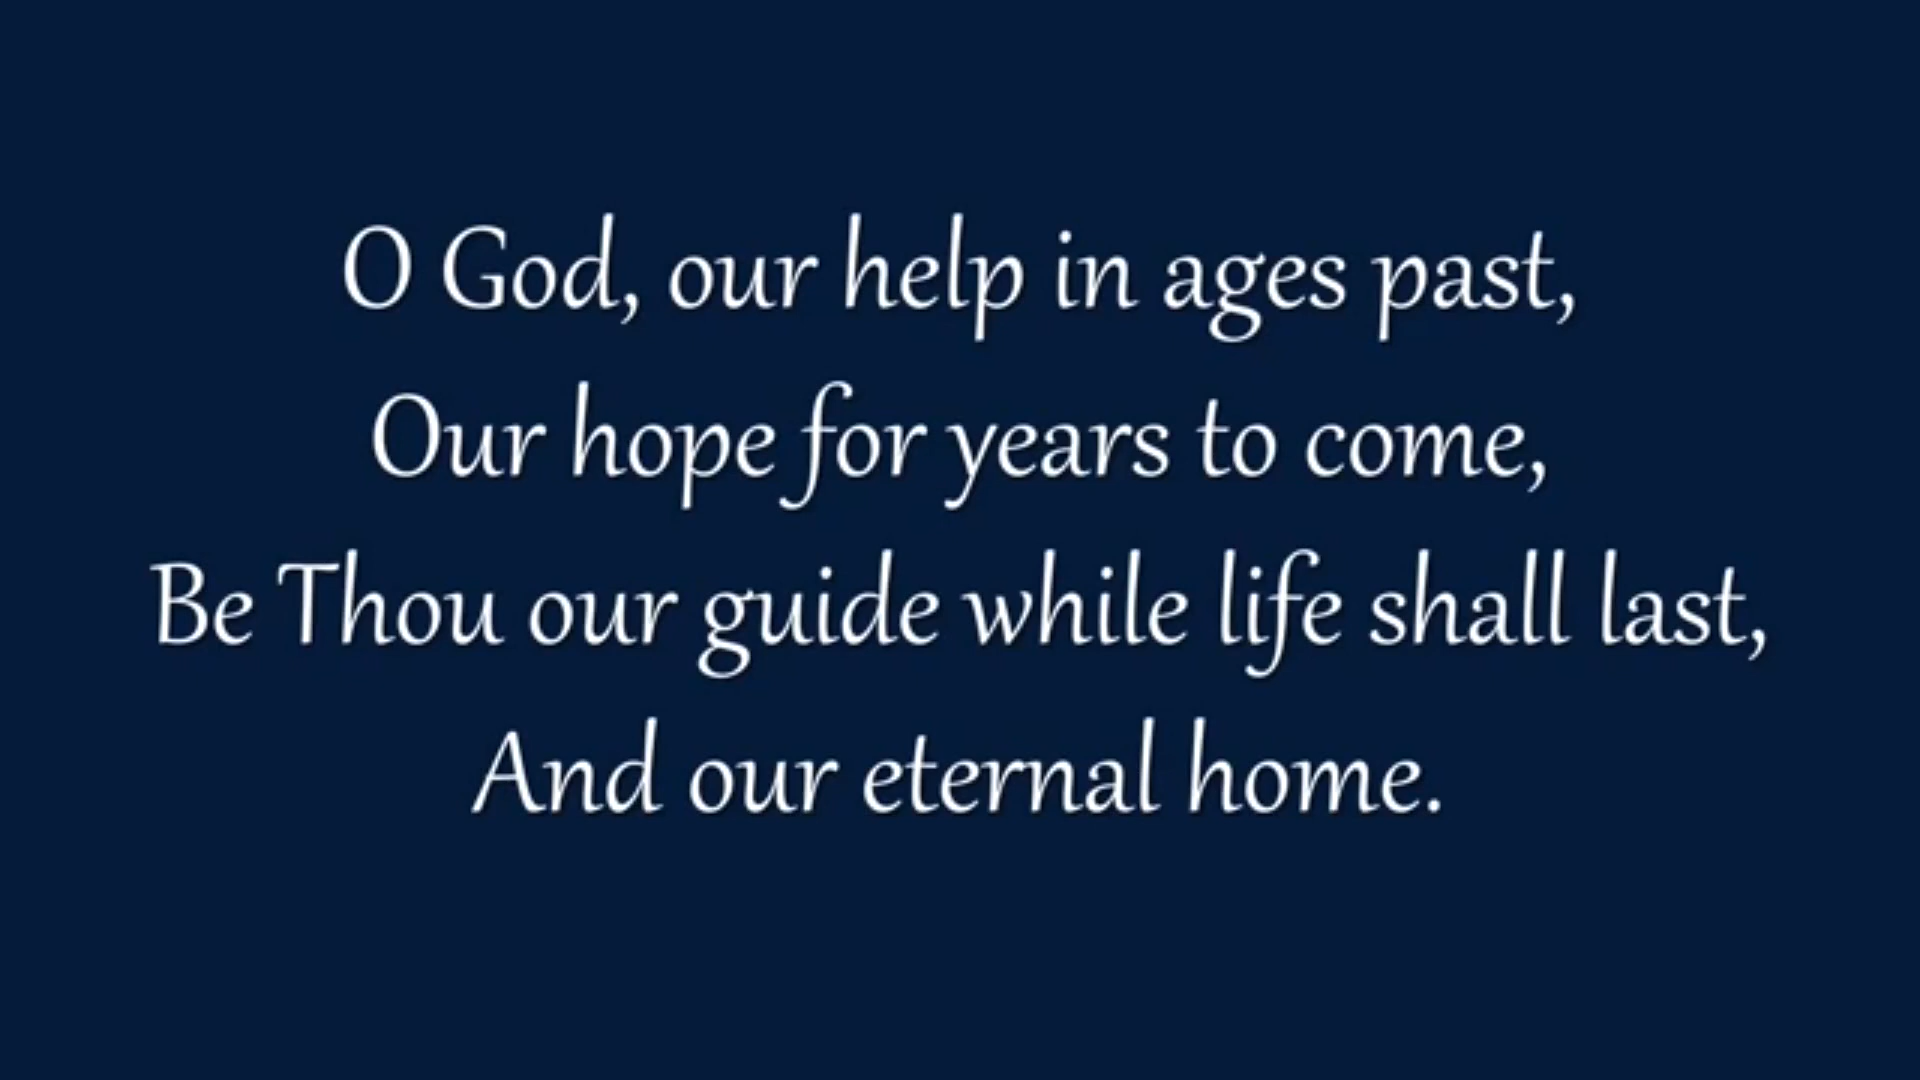 O God, our help in ages past,
Our hope for years to come,
Be Thou our guide while life shall last,
And our eternal home.